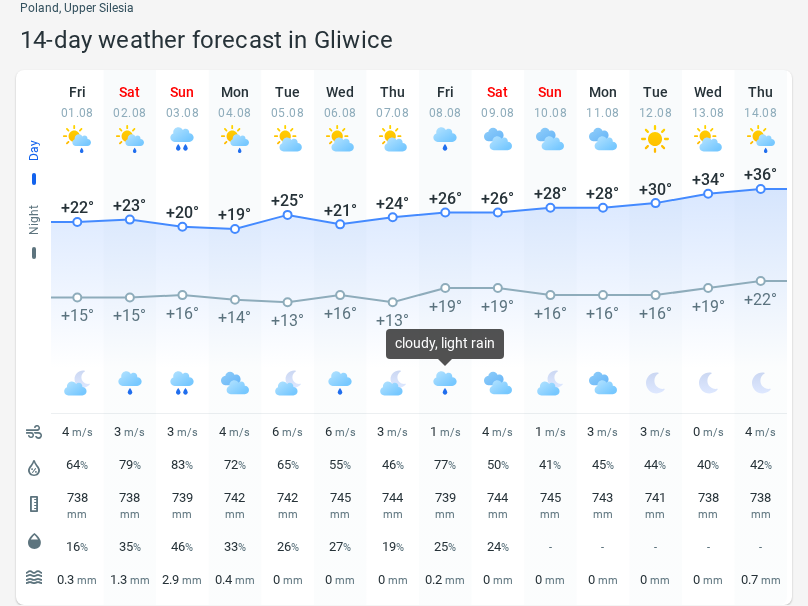 Poland, Upper Silesia
14-day weather forecast in Gliwice
Fri Sat Sun Mon Tue Wed Thu Fri Sat Sun Mon Tue Wed Thu
01.08 02.08 03.08 04.08 05.08 06.08 07.08 08.08 09.08 10.08 11.08 12.08 13.08 14.08
Day
Night
+22° +23° +20° +19° +25° +21° +24° +26° +26° +28° +28° +30° +34° +36°
+15° +15° +16° +14° +13° +16° +13° +19° +19° +16° +16° +16° +19° +22°
cloudy, light rain
4 m/s 3 m/s 3 m/s 4 m/s 6 m/s 6 m/s 3 m/s 1 m/s 4 m/s 1 m/s 3 m/s 3 m/s 0 m/s 4 m/s
64% 79% 83% 72% 65% 55% 46% 77% 50% 41% 45% 44% 40% 42%
738 738 739 742 742 745 744 739 744 745 743 741 738 738
mm mm mm mm mm mm mm mm mm mm mm mm mm mm
16% 35% 46% 33% 26% 27% 19% 25% 24% - - - - -
0.3 mm 1.3 mm 2.9 mm 0.4 mm 0 mm 0 mm 0 mm 0.2 mm 0 mm 0 mm 0 mm 0 mm 0 mm 0.7 mm